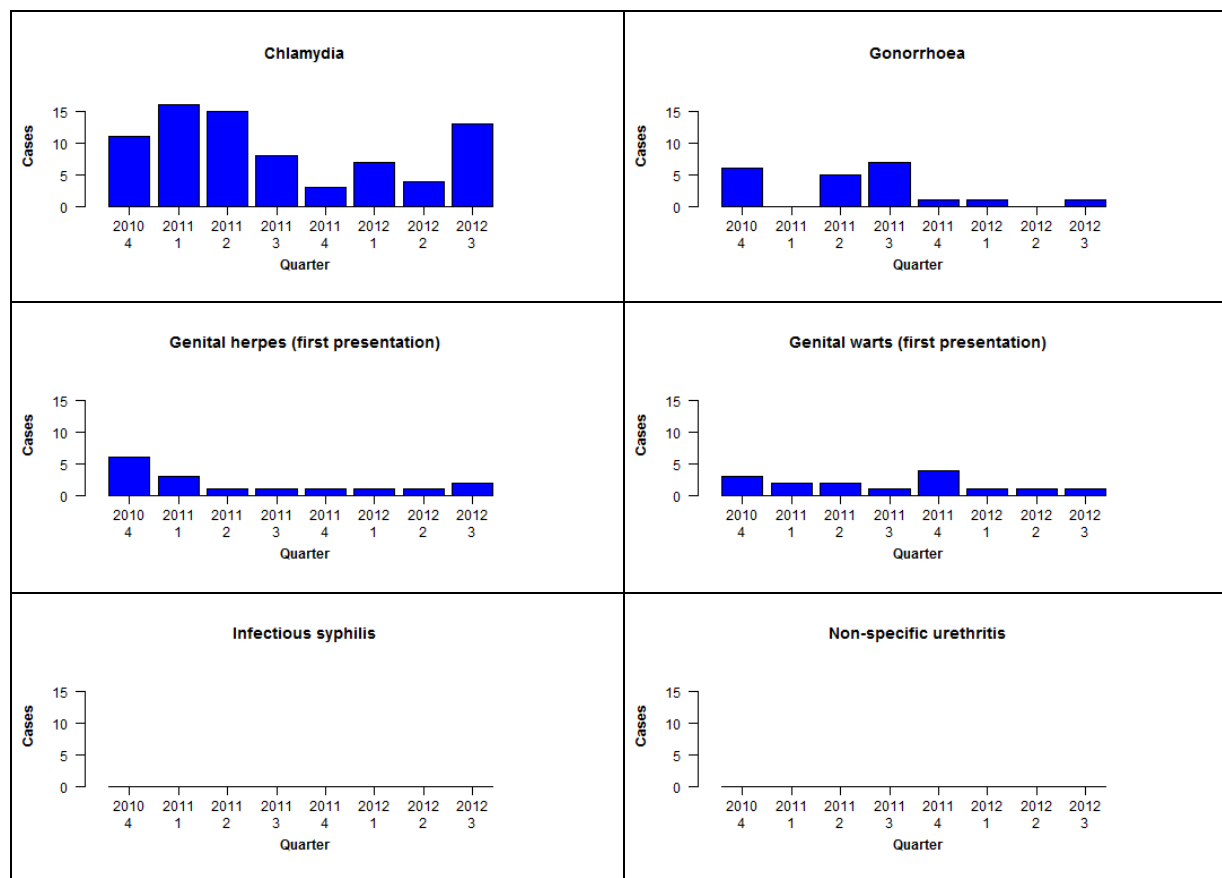 Chlamydia
Cases
15
10
5
0
2010 2011 2011 2011 2011 2012 2012 2012
4 1 2 3 4 1 2 3
Quarter
Gonorrhoea
Cases
15
10
5
0
2010 2011 2011 2011 2011 2012 2012 2012
4 1 2 3 4 1 2 3
Quarter
Genital herpes (first presentation)
Cases
15
10
5
0
2010 2011 2011 2011 2011 2012 2012 2012
4 1 2 3 4 1 2 3
Quarter
Genital warts (first presentation)
Cases
15
10
5
0
2010 2011 2011 2011 2011 2012 2012 2012
4 1 2 3 4 1 2 3
Quarter
Infectious syphilis
Cases
15
10
5
0
2010 2011 2011 2011 2011 2012 2012 2012
4 1 2 3 4 1 2 3
Quarter
Non-specific urethritis
Cases
15
10
5
0
2010 2011 2011 2011 2011 2012 2012 2012
4 1 2 3 4 1 2 3
Quarter